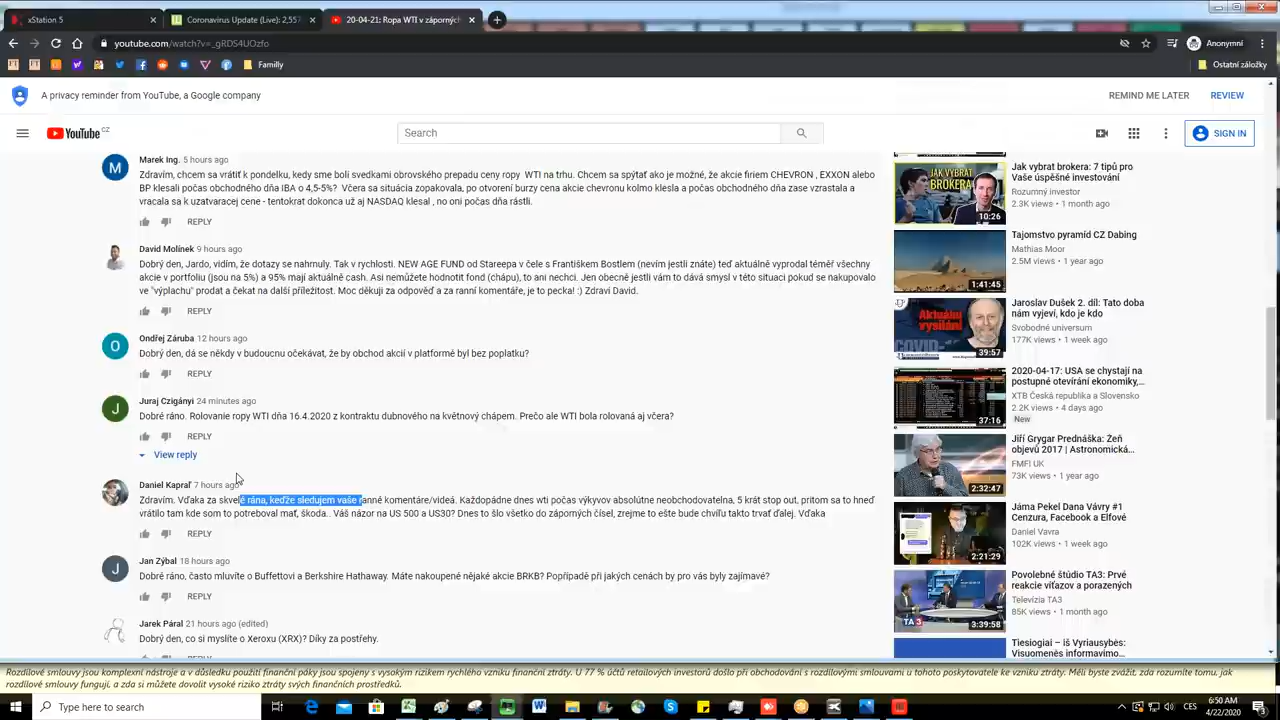 xStation
Coronavirus Update (Live): 2,557
20-04-21: Ropa WTI v záporných
youtube.com/watch?v=_gRDS4UOzfo
Anonymní
Familly
Ostatní záložky
A privacy reminder from YouTube, a Google company
REMIND ME LATER
REVIEW
YouTube CZ
Search
SIGN IN
Marek Ing. 5 hours ago
Zdravím, chcem sa vrátiť k pondelku, kedy sme boli svedkami obrovského prepadu ceny ropy WTI na trhu. Chcem sa spýtať ako je možné, že akcie firiem CHEVRON , EXXON alebo
BP klesali počas obchodného dňa IBA o 4,5-5%? Včera sa situácia zopakovala, po otvorení burzy cena akcie chevronu kolmo klesla a počas obchodného dňa zase vzrastala a
vracala sa k uzatvaracej cene - tentokrat dokonca už aj NASDAQ klesal , no oni počas dňa rástli.
REPLY
David Molínek 9 hours ago
Dobrý den, Jardo, vidím, že dotazy se nahrnuly. Tak v rychlosti. NEW AGE FUND od Stareepa v čele s Františkem Bostlem (nevím jestli znáte) teď aktuálně vyprodal téměř všechny
akcie v portfoliu (jsou na 5%) a 95% mají aktuálně cash. Asi nemůžete hodnotit fond (chápu), to ani nechci. Jen obecně jestli vám to dává smysl v této situaci pokud se nakupovalo
ve "výplachu" prodat a čekat na další příležitost. Moc děkuji za odpověď a za ranní komentáře, je to pecka! :) Zdraví David.
REPLY
Ondřej Záruba 12 hours ago
Dobrý den, dá se někdy v budoucnu očekávat, že by obchod akcií v platformě byl bez poplatku?
REPLY
Juraj Czigányi 24 minutes ago
Dobré ráno. Rolovanie ropy WTI dňa 16.4.2020 z kontraktu dubnového na květnový chápem. Prečo ale WTI bola rolovaná aj včera?
REPLY
View reply
Daniel Kapraľ 7 hours ago
Zdravím. Vďaka za skvelé rána, keďže sledujem vaše ranné komentáre/videá. Každopádne dnes wti počas výkyvov absolútne neobchodovatelna, 5 krát stop out, pritom sa to hneď
vrátilo tam kde som to potreboval mať, škoda.. Váš názor na US 500 a US30? Dnes to šlo všetko do záporných čísel, zrejme to ešte bude chvíľu takto trvať ďalej. Vďaka
REPLY
Jan Zýbal 18 hours ago
Dobré ráno, často mluvíte o Buffettovi a Berkshire Hathaway. Máte nakoupené nějaké akcie BRKB? Popřípadě při jakých cenách by pro vás byly zajímavé?
REPLY
Jarek Páral 21 hours ago (edited)
Dobrý den, co si myslíte o Xeroxu (XRX)? Díky za postřehy.
JAK VYBRAT
BROKERA
10:26
Jak vybrat brokera: 7 tipů pro
Vaše úspěšné investování
Rozumný investor
2.3K views • 1 month ago
1:41:45
Tajomstvo pyramíd CZ Dabing
Mathias Moor
2.5M views • 1 year ago
Aktuální
vysílání
39:57
Jaroslav Dušek 2. díl: Tato doba
nám vyjeví, kdo je kdo
Svobodné universum
177K views • 1 week ago
37:16
2020-04-17: USA se chystají na
postupné otevírání ekonomiky,...
XTB Česká republika a Slovensko
2.2K views • 4 days ago
New
2:32:47
Jiří Grygar Prednáška: Žeň
objevů 2017 | Astronomická...
FMFI UK
73K views • 1 year ago
2:21:29
Jáma Pekel Dana Vávry #1
Cenzura, Facebook a Elfové
David Vavra
102K views • 1 week ago
TA3
3:39:58
Povolebné štúdio TA3: Prvé
reakcie víťazov a porazených
Televízia TA3
85K views • 1 month ago
Tiesiogiai – iš Vyriausybės:
Visuomenės informavimo...
Rozdílové smlouvy jsou komplexní nástroje a v důsledku použití finanční páky jsou spojeny s vysokým rizikem rychlého vzniku finanční ztráty. U 77 % účtů retailových investorů došlo při obchodování s rozdílovými smlouvami u tohoto poskytovatele ke vzniku ztráty. Měli byste zvážit, zda rozumíte tomu, jak
rozdílové smlouvy fungují, a zda si můžete dovolit vysoké riziko ztráty svých finančních prostředků.
Type here to search
CES
6:50 AM
4/22/2020